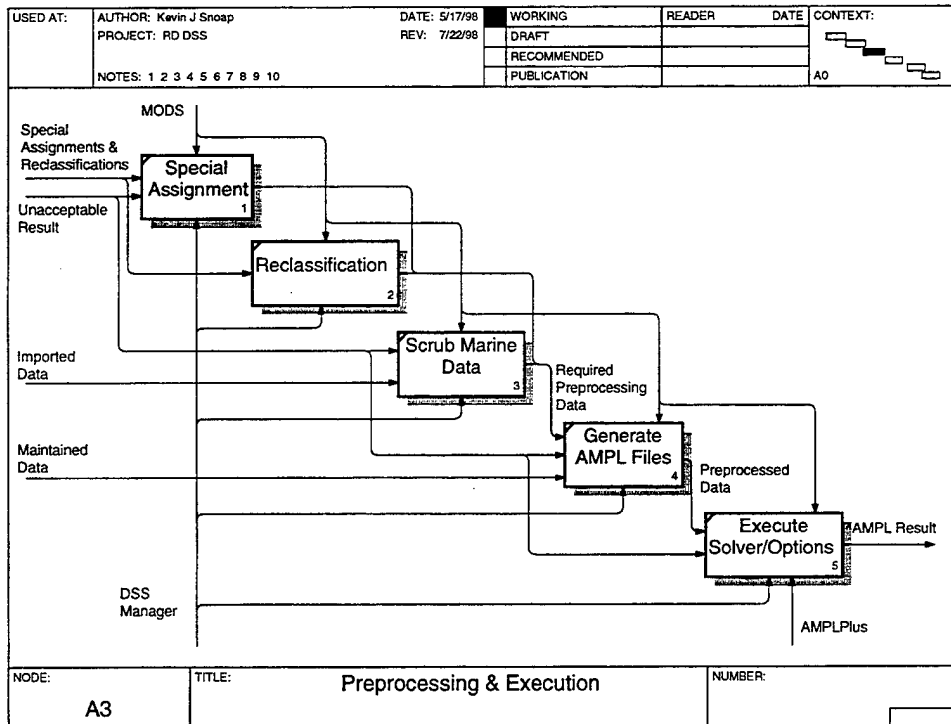 USED AT:
AUTHOR: Kevin J Snoap
DATE: 5/17/98
WORKING
READER
DATE
CONTEXT:
PROJECT: RD DSS
REV: 7/22/98
DRAFT
RECOMMENDED
NOTES: 1 2 3 4 5 6 7 8 9 10
PUBLICATION
A0
MODS
Special
Assignments &
Reclassifications
Special
Assignment
1
Unacceptable
Result
Reclassification
2
Imported
Data
Scrub Marine
Data
3
Required
Preprocessing
Data
Maintained
Data
Generate
AMPL Files
4
Preprocessed
Data
Execute
Solver/Options
5
AMPL Result
DSS
Manager
AMPLPlus
NODE:
A3
TITLE:
Preprocessing & Execution
NUMBER: